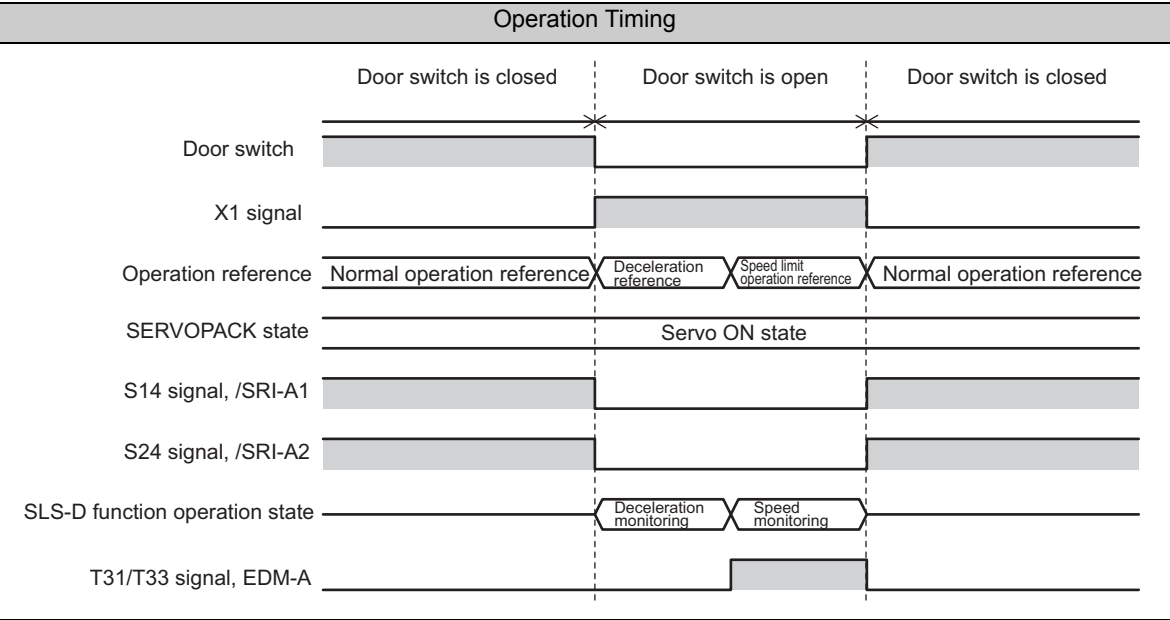 Operation Timing
Door switch is closed
Door switch is open
Door switch is closed
Door switch
X1 signal
Operation reference
Normal operation reference
Deceleration
reference
Speed limit
operation reference
Normal operation reference
SERVOPACK state
Servo ON state
S14 signal, /SRI-A1
S24 signal, /SRI-A2
SLS-D function operation state
Deceleration
monitoring
Speed
monitoring
T31/T33 signal, EDM-A